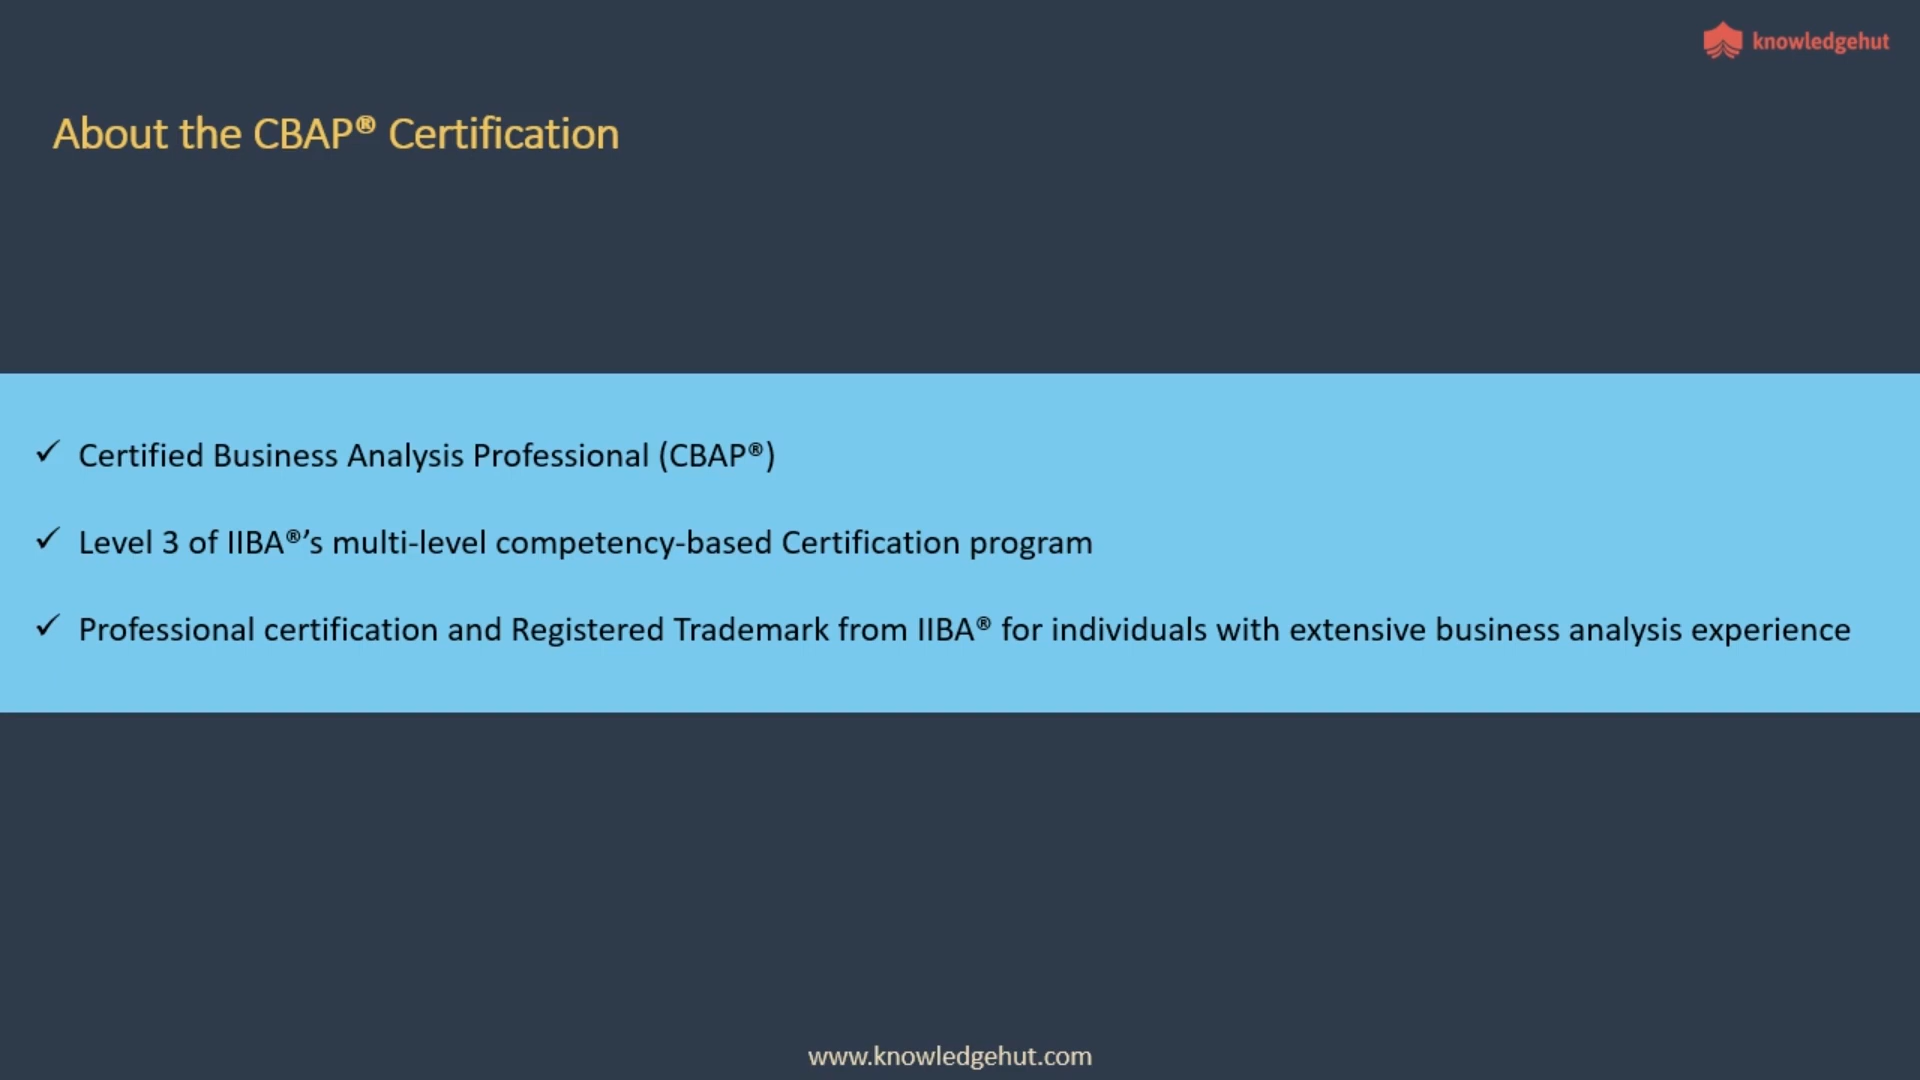 knowledgehut
About the CBAP® Certification
✓ Certified Business Analysis Professional (CBAP®)
✓ Level 3 of IIBA®’s multi-level competency-based Certification program
✓ Professional certification and Registered Trademark from IIBA® for individuals with extensive business analysis experience
www.knowledgehut.com